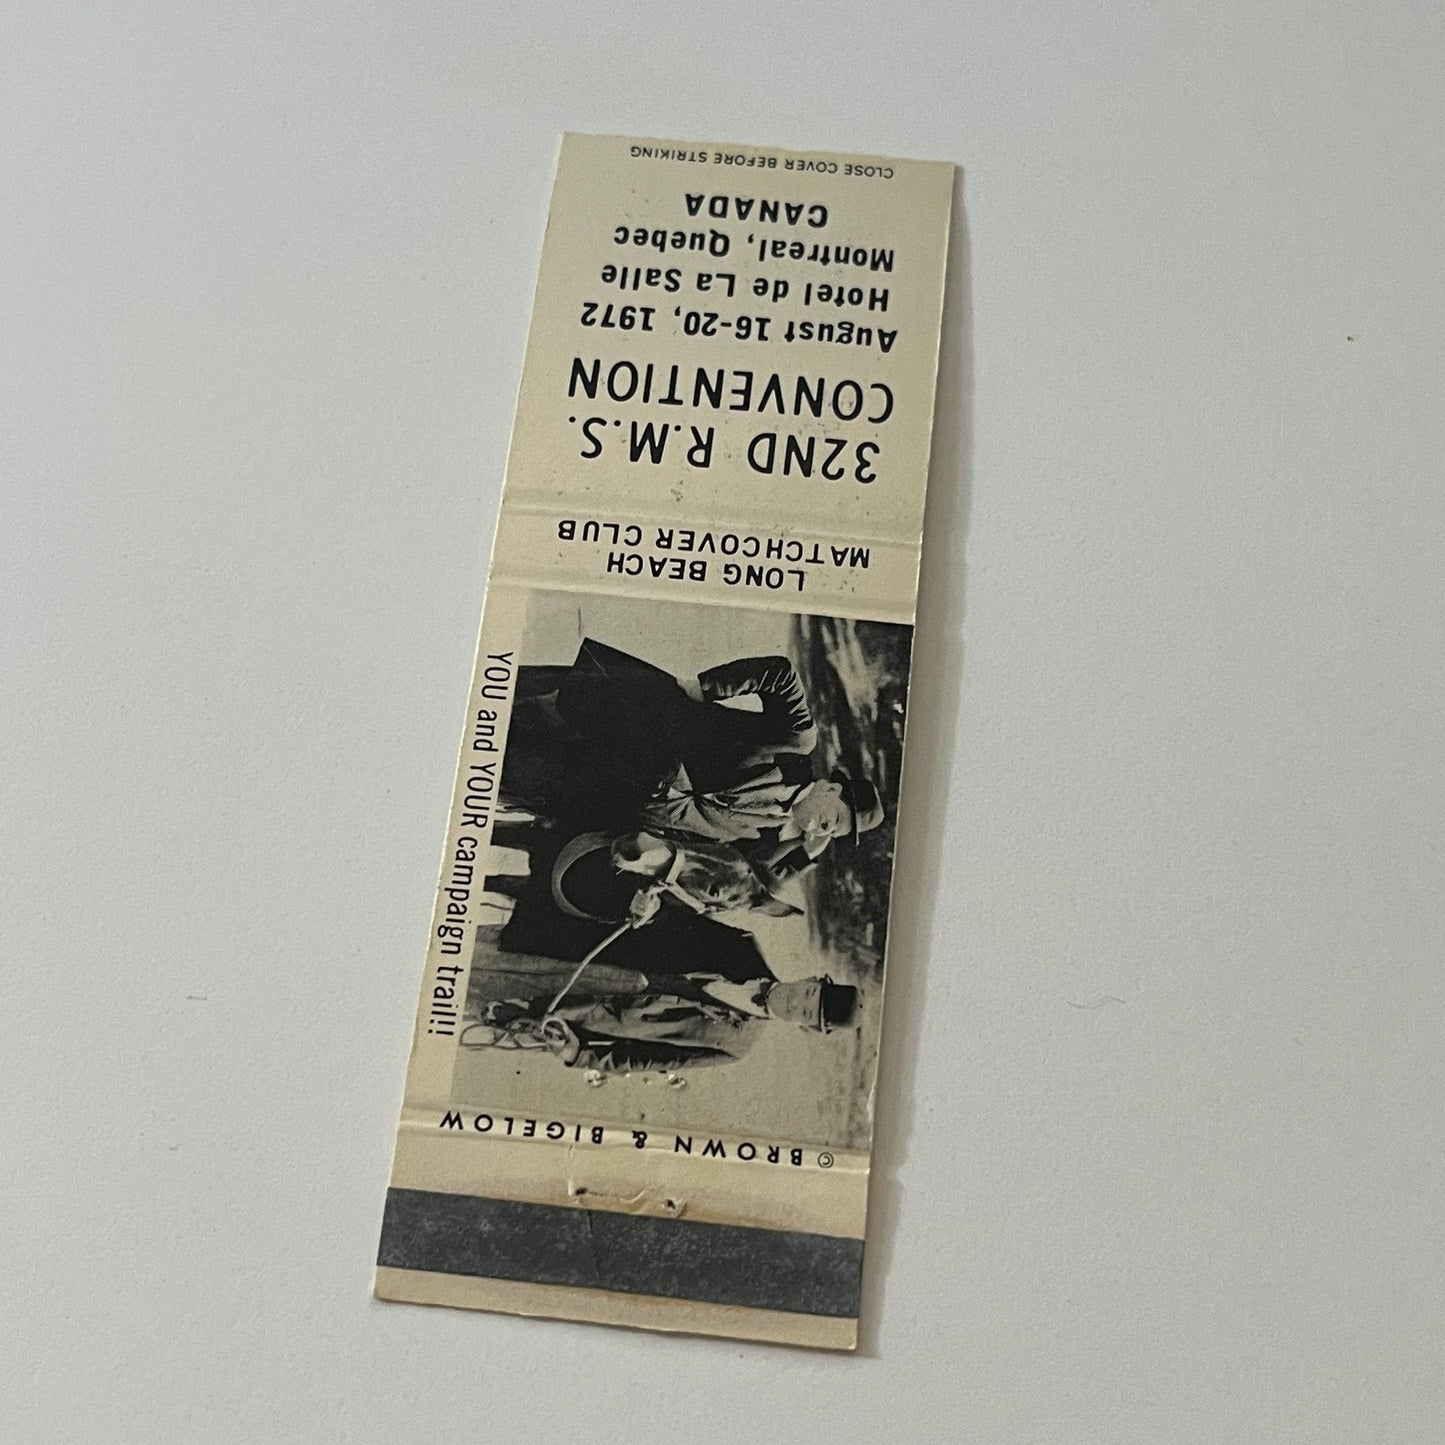 CLOSE COVER BEFORE STRIKING
CANADA
Montreal, Quebec
Hotel de La Salle
August 16-20, 1972
CONVENTION
32ND R.M.S.
MATCHCOVER CLUB
LONG BEACH
YOU and YOUR campaign trail!!
© BROWN & BIGELOW